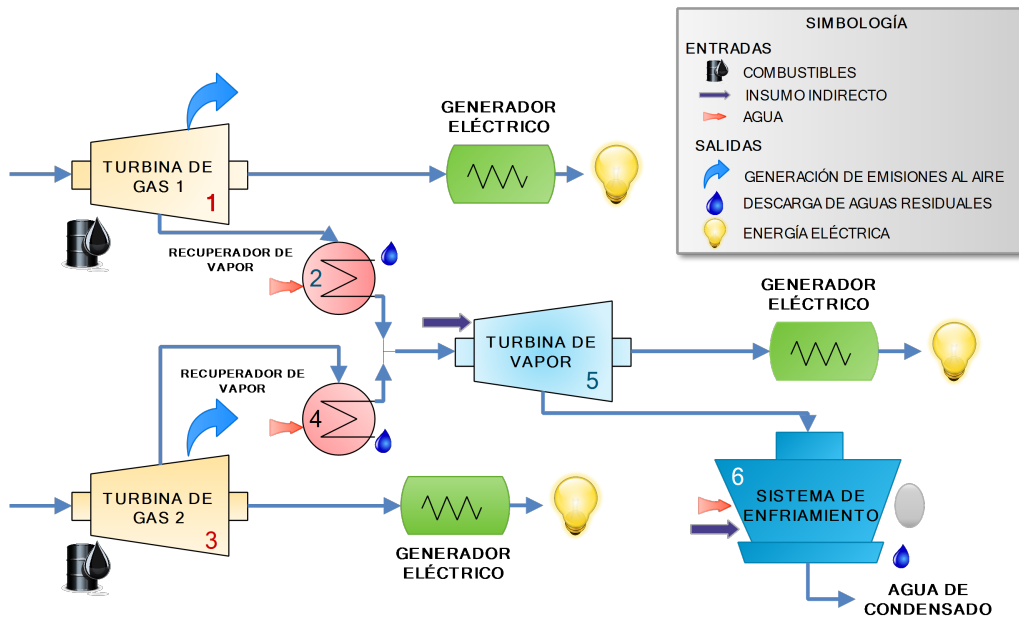 SIMBOLOGÍA
ENTRADAS
COMBUSTIBLES
INSUMO INDIRECTO
AGUA
SALIDAS
GENERACIÓN DE EMISIONES AL AIRE
DESCARGA DE AGUAS RESIDUALES
ENERGÍA ELÉCTRICA
GENERADOR
ELÉCTRICO
TURBINA DE
GAS 1
1
RECUPERADOR DE
VAPOR
2
GENERADOR
ELÉCTRICO
TURBINA DE
VAPOR
5
RECUPERADOR DE
VAPOR
4
TURBINA DE
GAS 2
3
GENERADOR
ELÉCTRICO
6
SISTEMA DE
ENFRIAMIENTO
AGUA DE
CONDENSADO